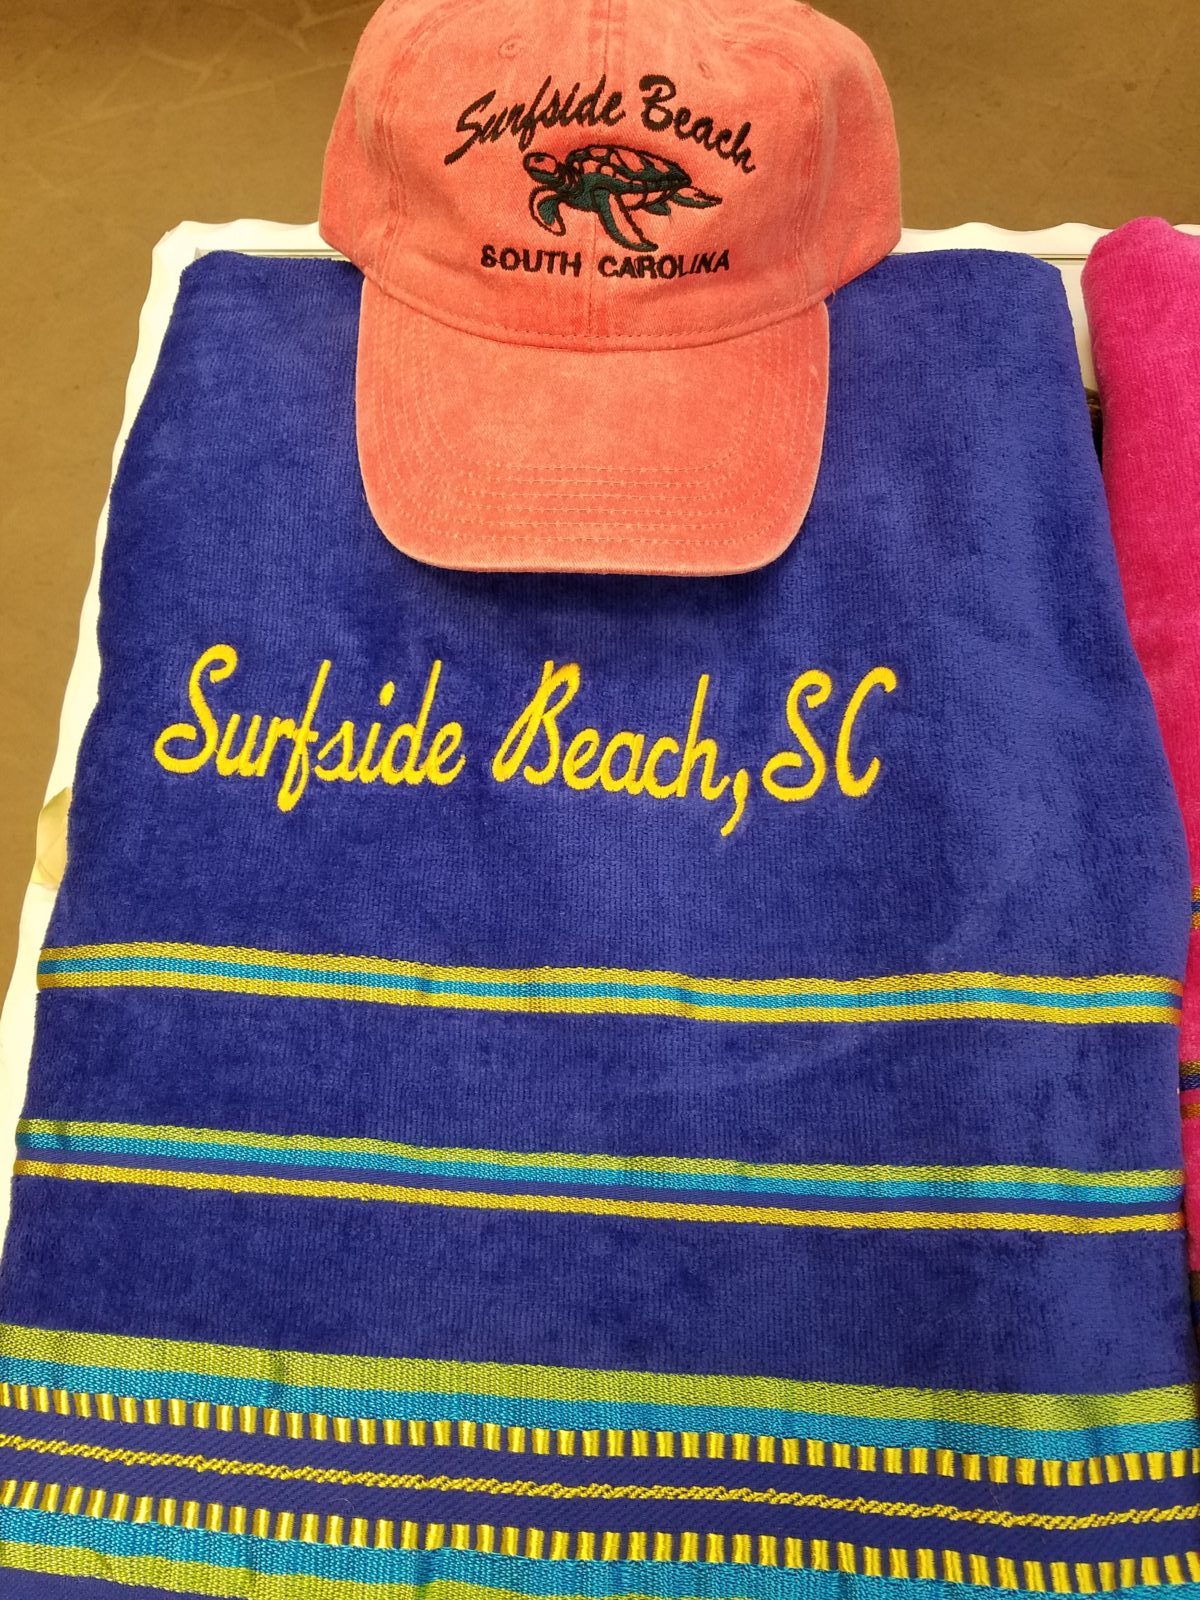 Surfside Beach
SOUTH CAROLINA
Surfside Beach, SC